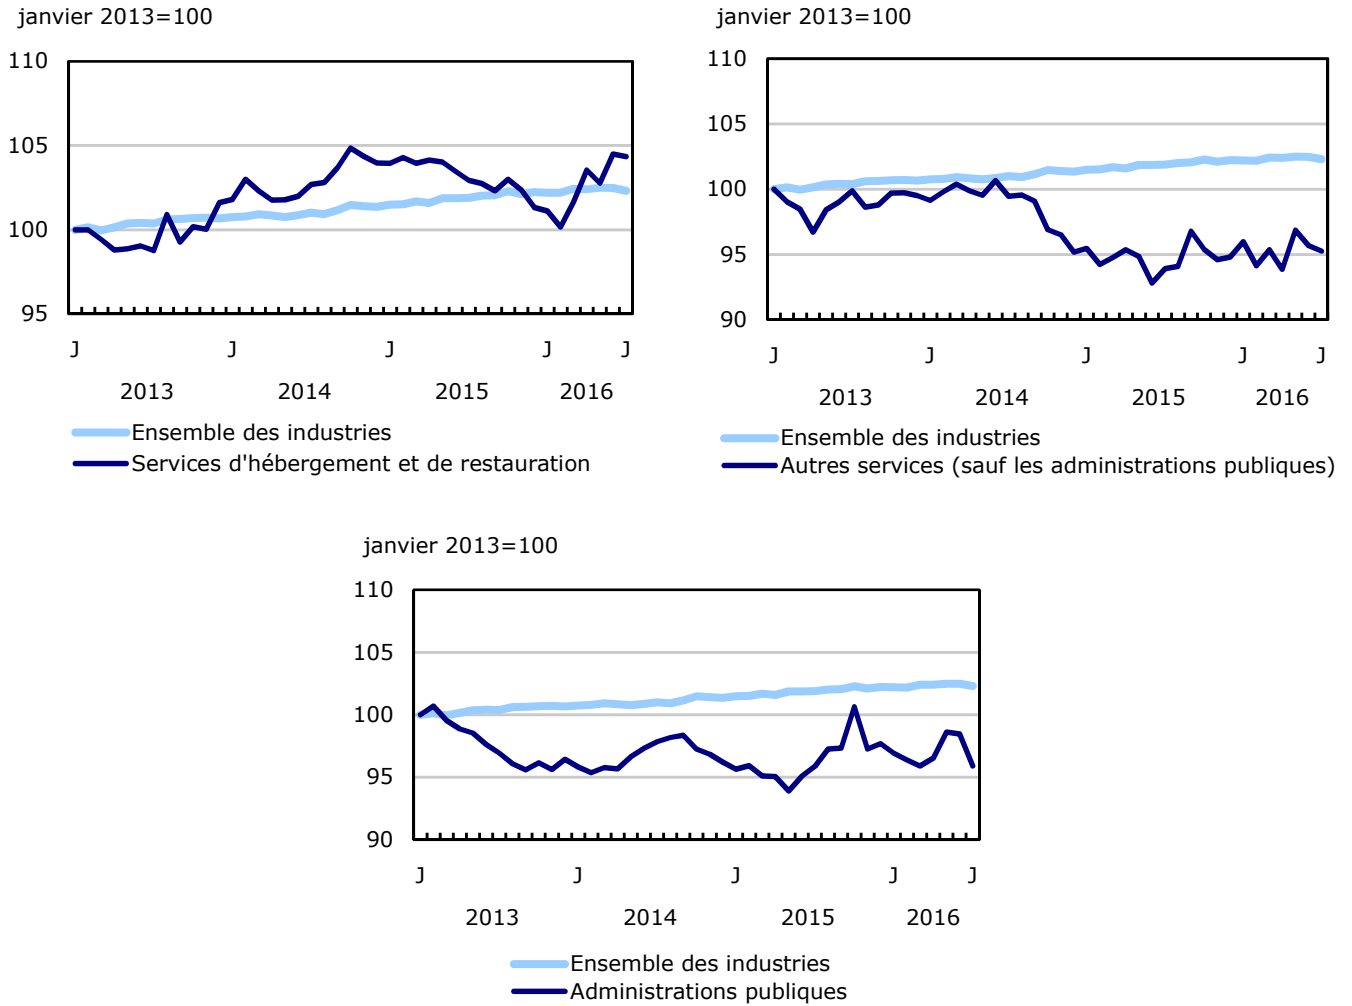 janvier 2013=100
110
105
100
95
J J J J J
2013 2014 2015 2016
Ensemble des industries
Services d'hébergement et de restauration
janvier 2013=100
110
105
100
95
90
J J J J J
2013 2014 2015 2016
Ensemble des industries
Autres services (sauf les administrations publiques)
janvier 2013=100
110
105
100
95
90
J J J J J
2013 2014 2015 2016
Ensemble des industries
Administrations publiques